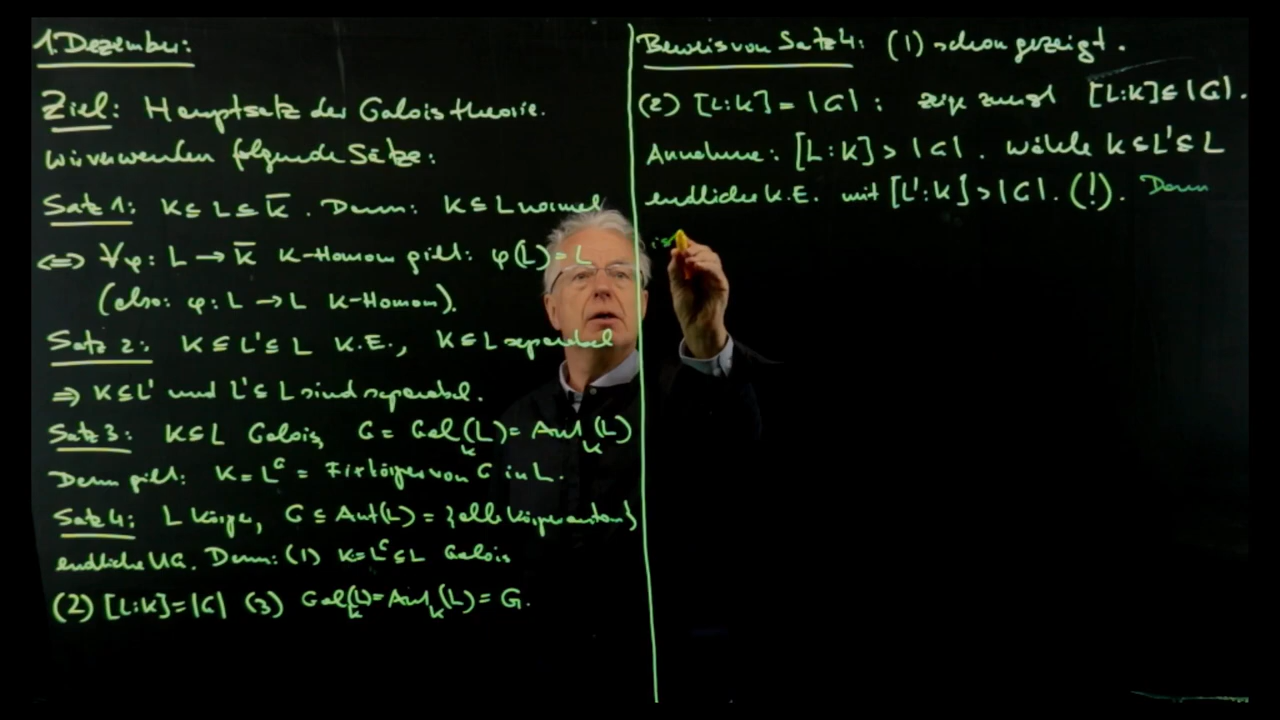 1. Dezember:
Ziel: Hauptsatz der Galoistheorie.
Wir verwenden folgende Sätze:
Satz 1: K ⊆ L ⊆ K̅. Dann: K ⊆ L normal
⇔ ∀φ: L → K̅ K-Homom gilt: φ(L) = L
(also: φ: L → L K-Homom).
Satz 2: K ⊆ L' ⊆ L K.E., K ⊆ L separabel
⇒ K ⊆ L' und L' ⊆ L sind separabel.
Satz 3: K ⊆ L Galois, G = Gal_K(L) = Aut_K(L)
Dann gilt: K = L^G = Fixkörper von G in L.
Satz 4: L Körper, G ⊆ Aut(L) = {alle Körperautom}
endliche UG. Dann: (1) K = L^G ⊆ L Galois
(2) [L:K] = |G| (3) Gal_K(L) = Aut_K(L) = G.
Beweis von Satz 4: (1) schon gezeigt.
(2) [L:K] = |G|: zeige zuerst [L:K] ≤ |G|.
Annahme: [L:K] > |G|. Wähle K ⊆ L' ⊆ L
endliche K.E. mit [L':K] > |G|. (!). Dann
is